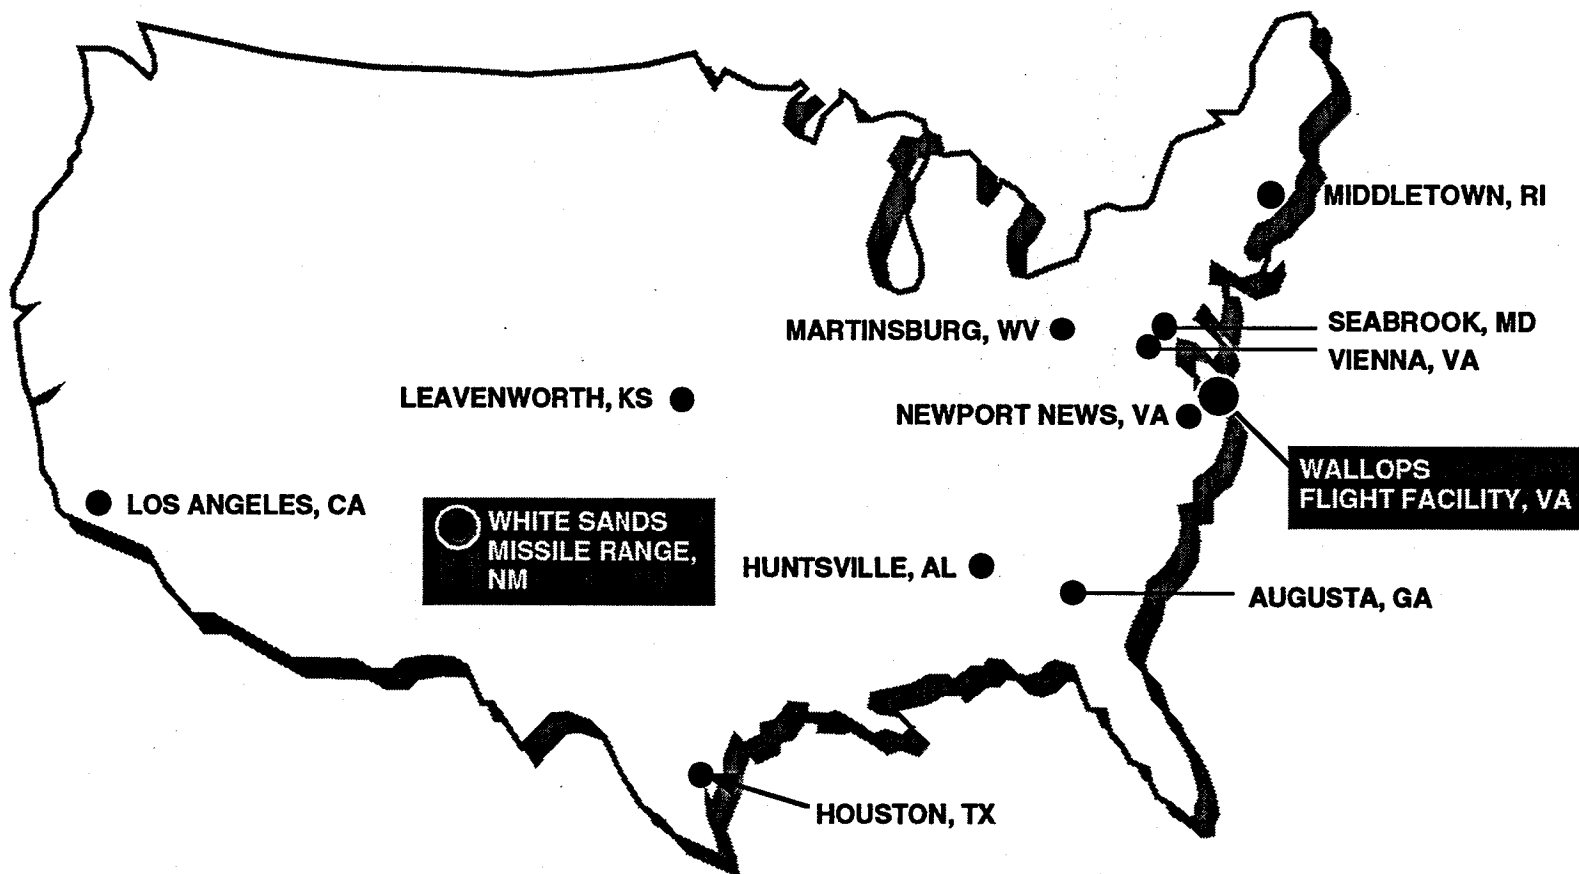 MIDDLETOWN, RI
MARTINSBURG, WV
SEABROOK, MD
VIENNA, VA
LEAVENWORTH, KS
NEWPORT NEWS, VA
WALLOPS
FLIGHT FACILITY, VA
LOS ANGELES, CA
WHITE SANDS
MISSILE RANGE,
NM
HUNTSVILLE, AL
AUGUSTA, GA
HOUSTON, TX